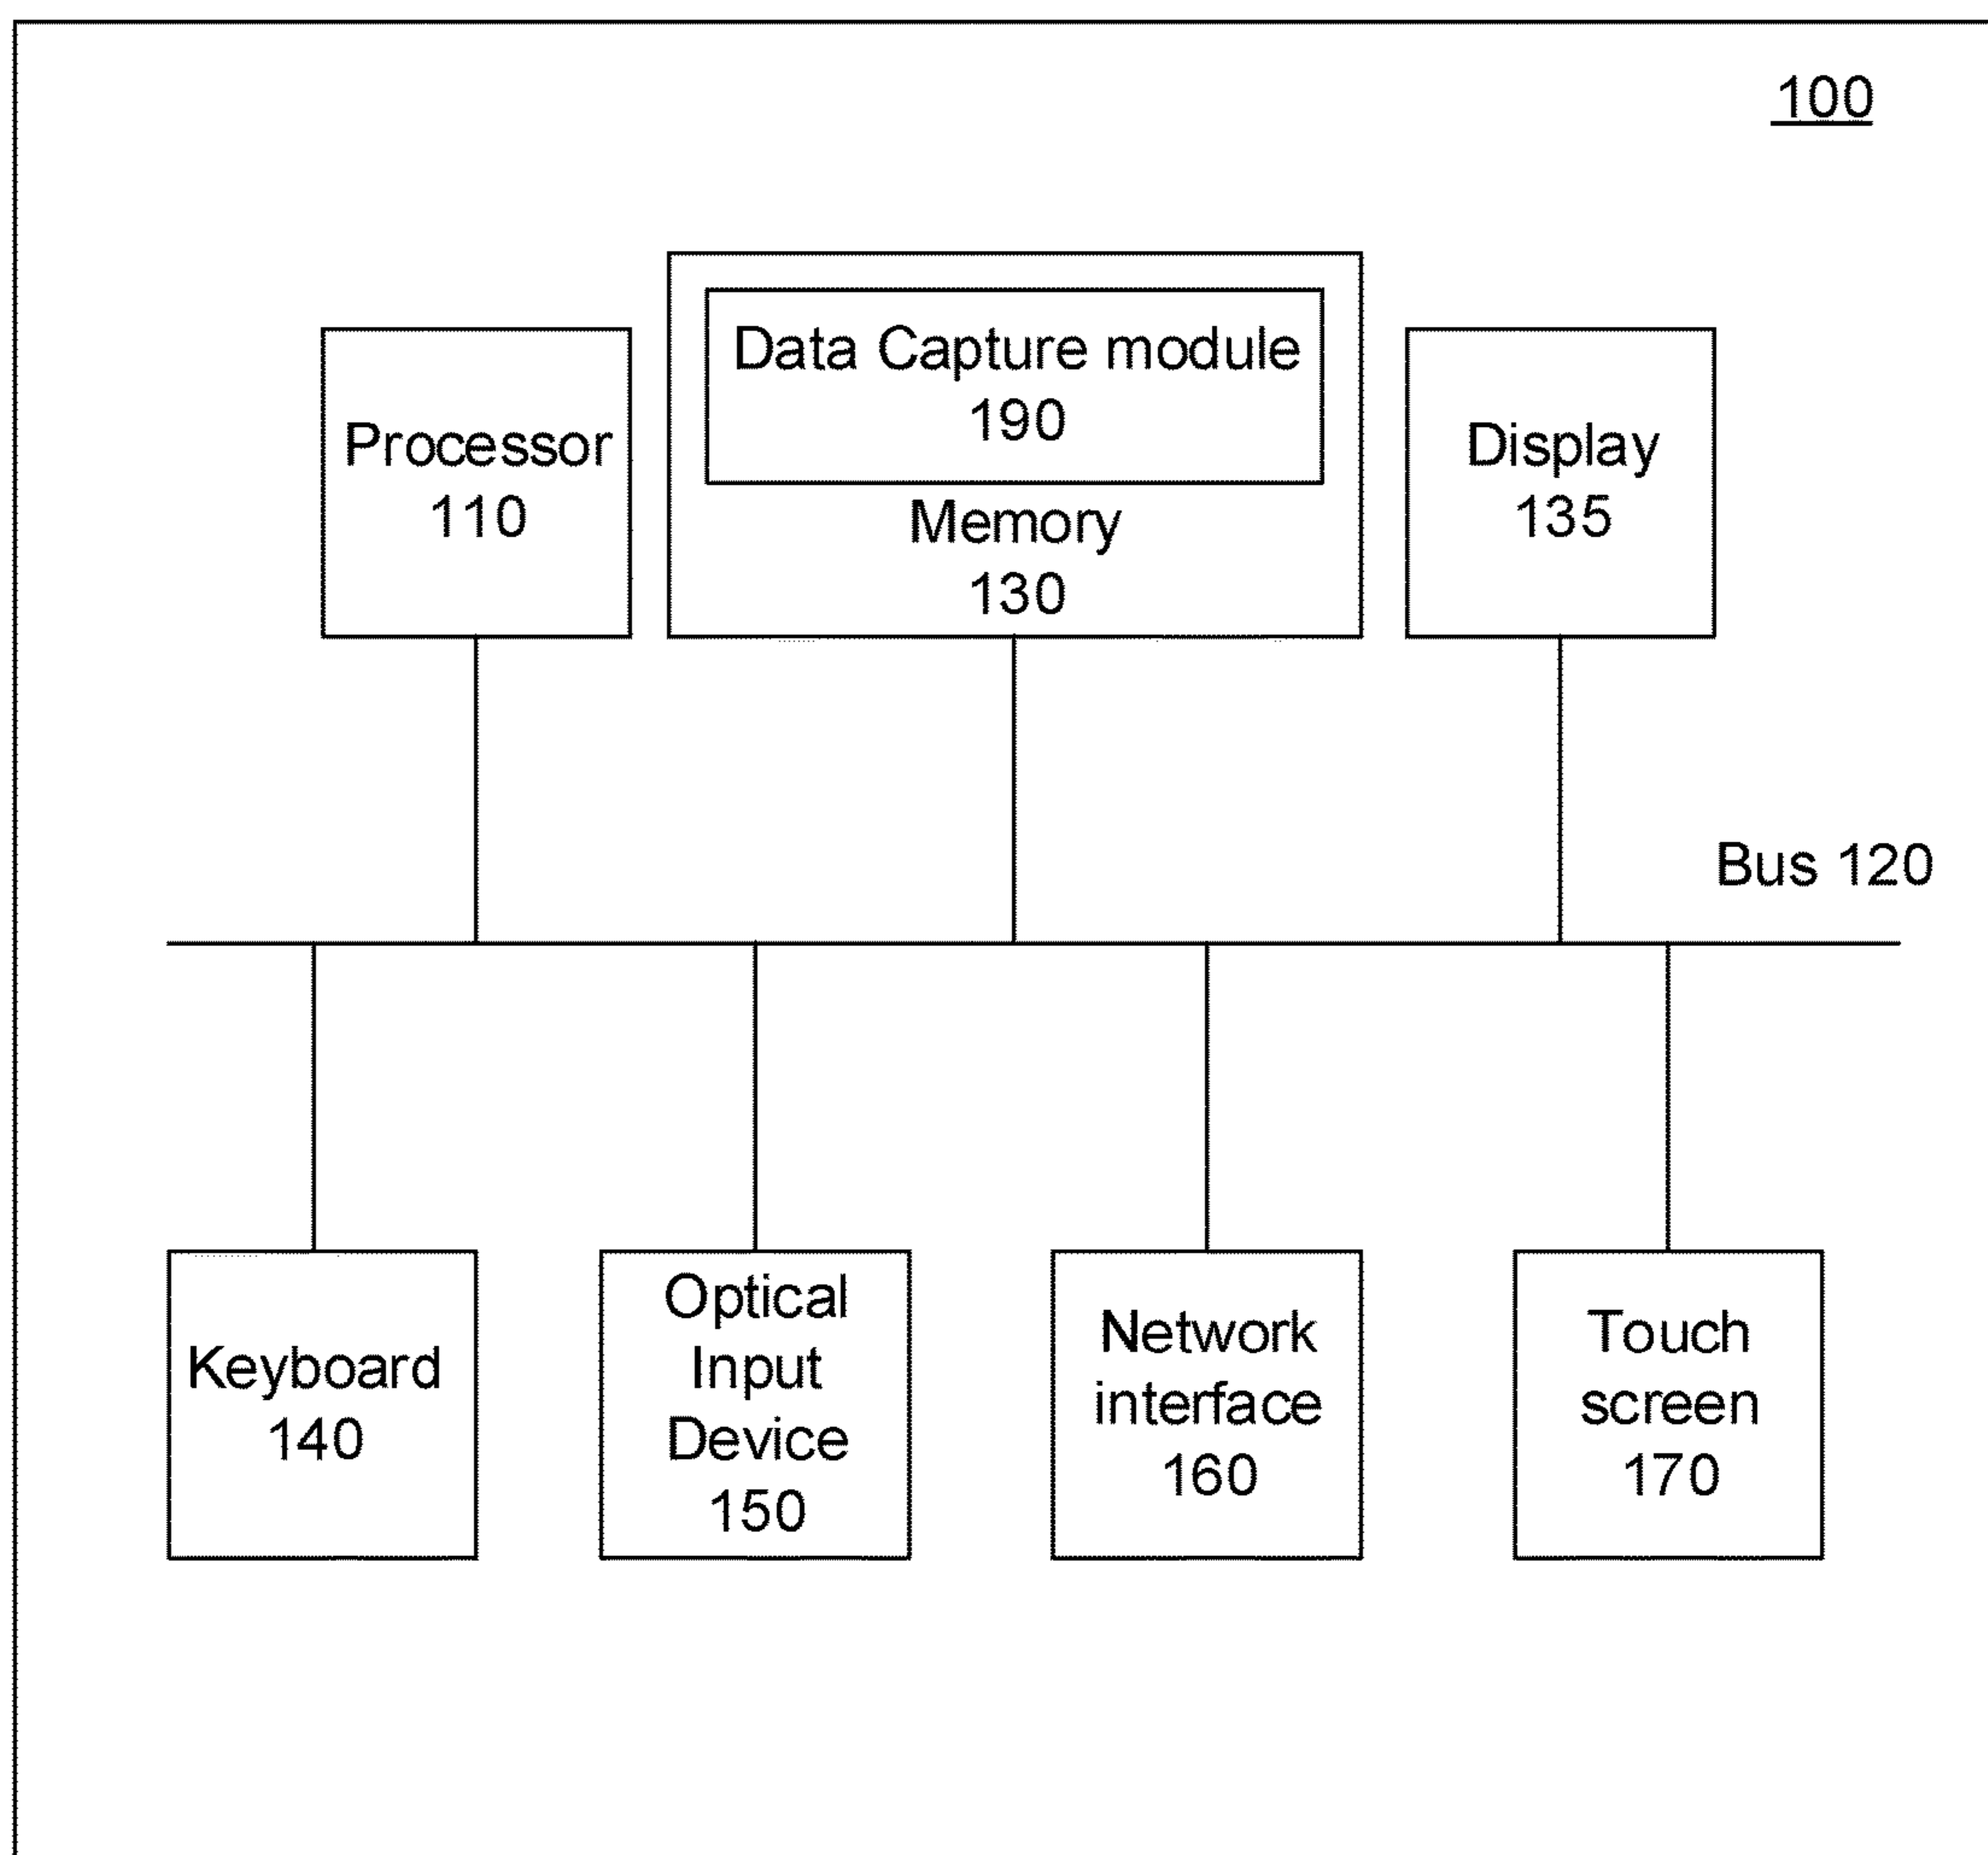 100
Data Capture module
190
Memory
130
Processor
110
Display
135
Bus 120
Keyboard
140
Optical
Input
Device
150
Network
interface
160
Touch
screen
170